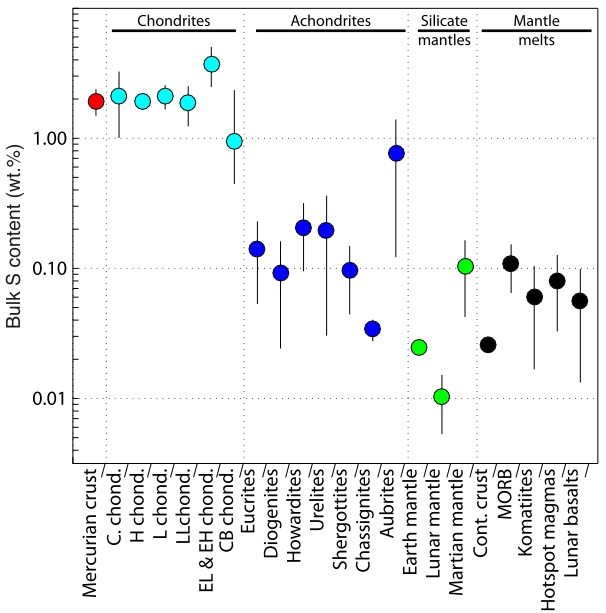 Chondrites
Achondrites
Silicate
mantles
Mantle
melts
Bulk S content (wt.%)
1.00
0.10
0.01
Mercurian crust
C. chond.
H chond.
L chond.
LLchond.
EL & EH chond.
CB chond.
Eucrites
Diogenites
Howardites
Urelites
Shergottites
Chassignites
Aubrites
Earth mantle
Lunar mantle
Martian mantle
Cont. crust
MORB
Komatiites
Hotspot magmas
Lunar basalts